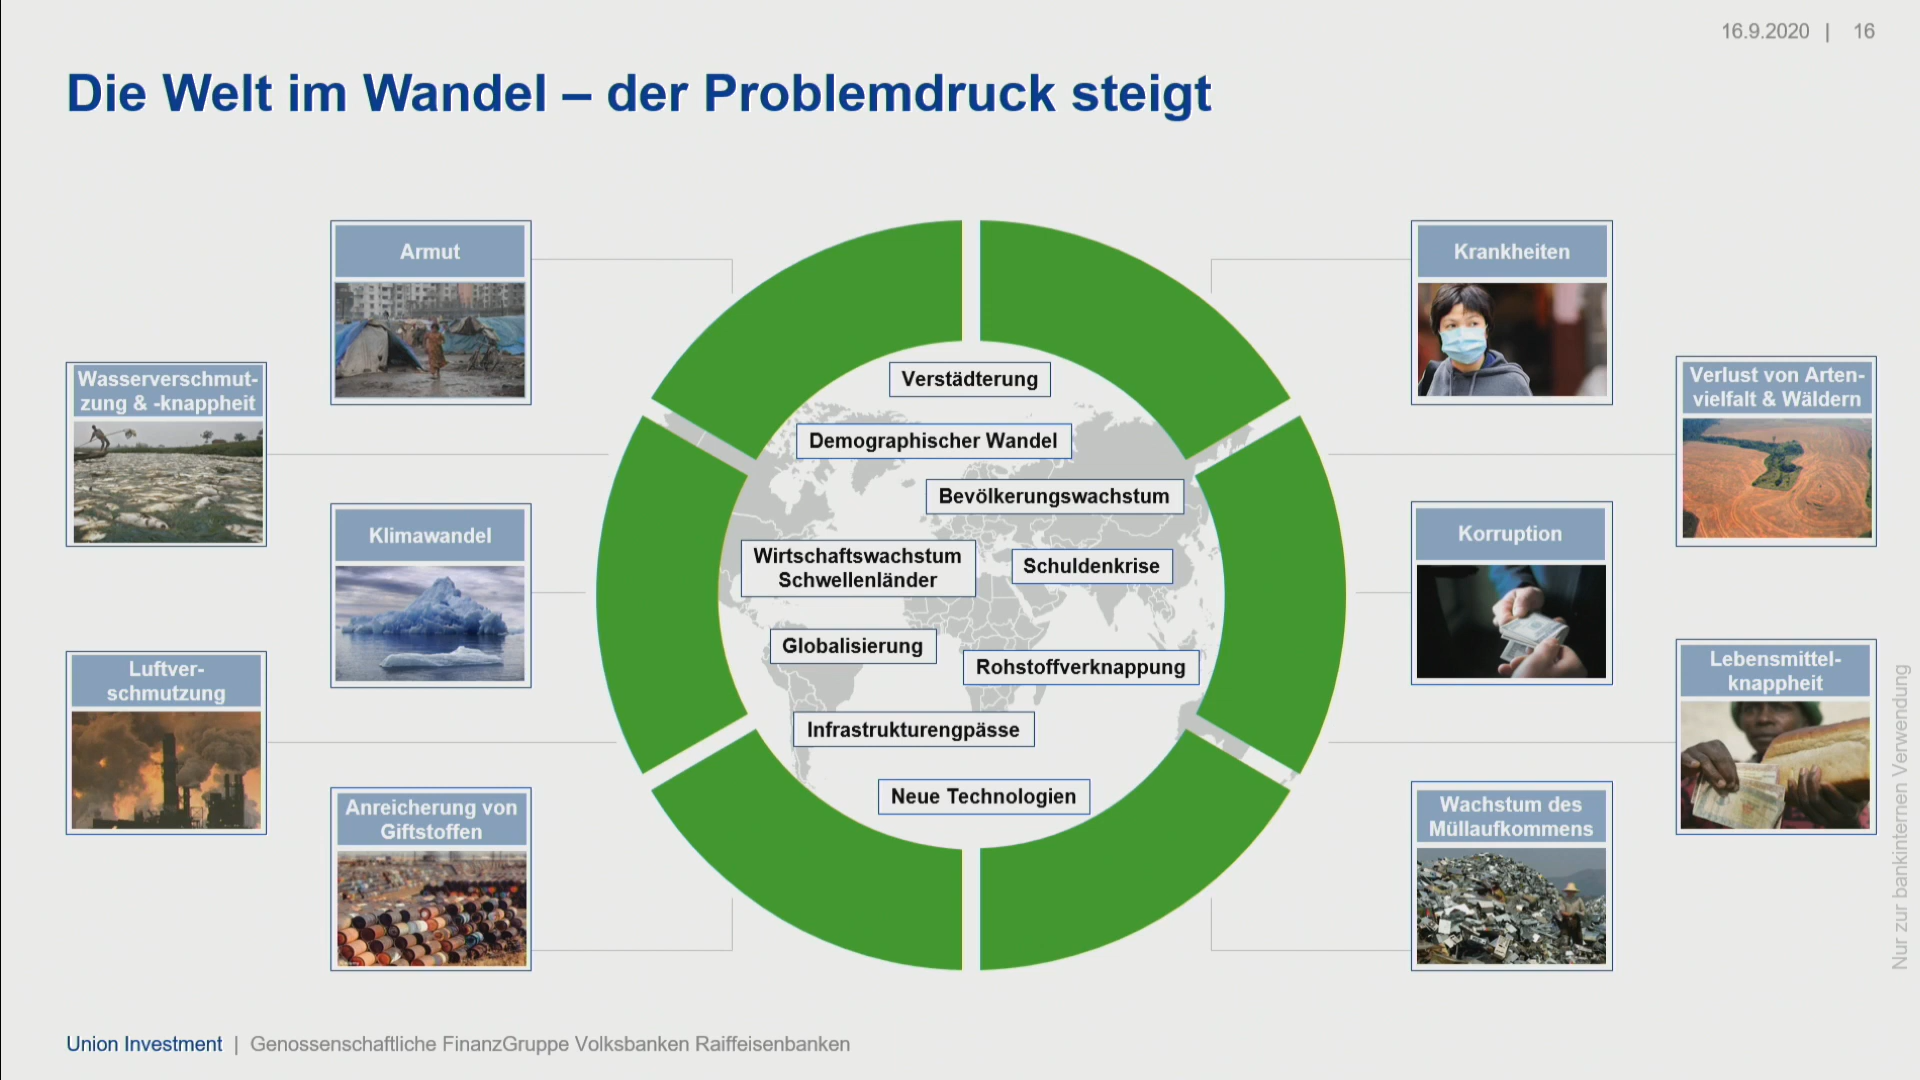 16.9.2020 | 16
Die Welt im Wandel – der Problemdruck steigt
Armut
Wasserverschmut-
zung & -knappheit
Klimawandel
Luftver-
schmutzung
Anreicherung von
Giftstoffen
Verstädterung
Demographischer Wandel
Bevölkerungswachstum
Wirtschaftswachstum
Schwellenländer
Schuldenkrise
Globalisierung
Rohstoffverknappung
Infrastrukturengpässe
Neue Technologien
Krankheiten
Verlust von Arten-
vielfalt & Wäldern
Korruption
Lebensmittel-
knappheit
Wachstum des
Müllaufkommens
Nur zur bankinternen Verwendung
Union Investment | Genossenschaftliche FinanzGruppe Volksbanken Raiffeisenbanken